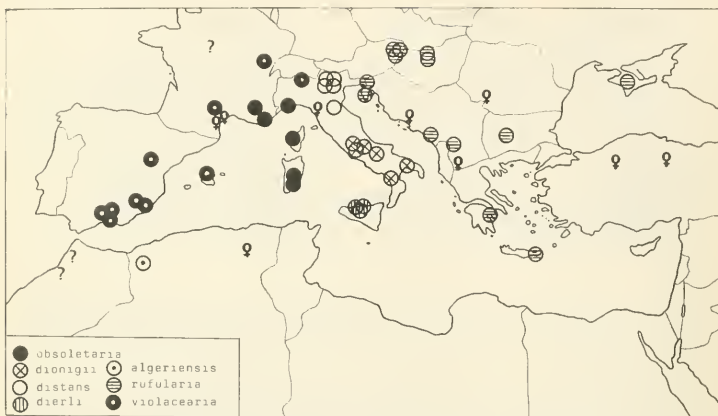 ?
?
?
obsoletaria
dionigii
algeriensis
distans
rufularia
dierli
violacearia